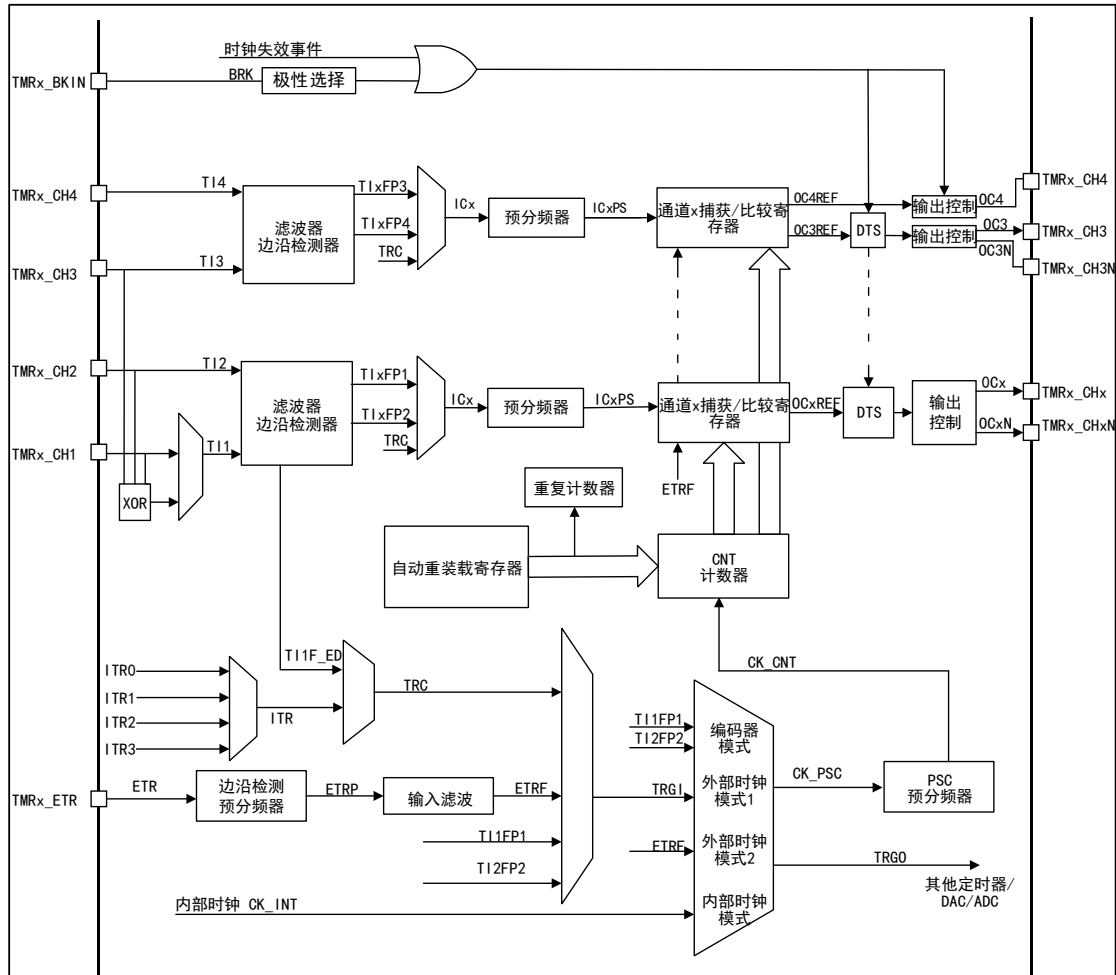 时钟失效事件
TMRx_BKIN
BRK
极性选择
TMRx_CH4
TI4
TIxFP3
ICx
预分频器
ICxPS
通道x捕获/比较寄存器
OC4REF
输出控制
OC4
TMRx_CH4
滤波器
边沿检测器
TIxFP4
TRC
OC3REF
DTS
输出控制
OC3
TMRx_CH3
OC3N
TMRx_CH3N
TMRx_CH3
TI3
TMRx_CH2
TI2
TIxFP1
ICx
预分频器
ICxPS
通道x捕获/比较寄存器
OCxREF
DTS
输出
控制
OCx
TMRx_CHx
OCxN
TMRx_CHxN
滤波器
边沿检测器
TIxFP2
TRC
TMRx_CH1
TI1
XOR
ETRF
重复计数器
自动重装载寄存器
CNT
计数器
TI1F_ED
CK_CNT
ITR0
ITR1
ITR2
ITR3
ITR
TRC
TI1FP1
TI2FP2
编码器
模式
TMRx_ETR
ETR
边沿检测
预分频器
ETRP
输入滤波
ETRF
TRGI
外部时钟
模式1
CK_PSC
PSC
预分频器
TI1FP1
TI2FP2
ETRF
外部时钟
模式2
TRGO
其他定时器/
DAC/ADC
内部时钟 CK_INT
内部时钟
模式